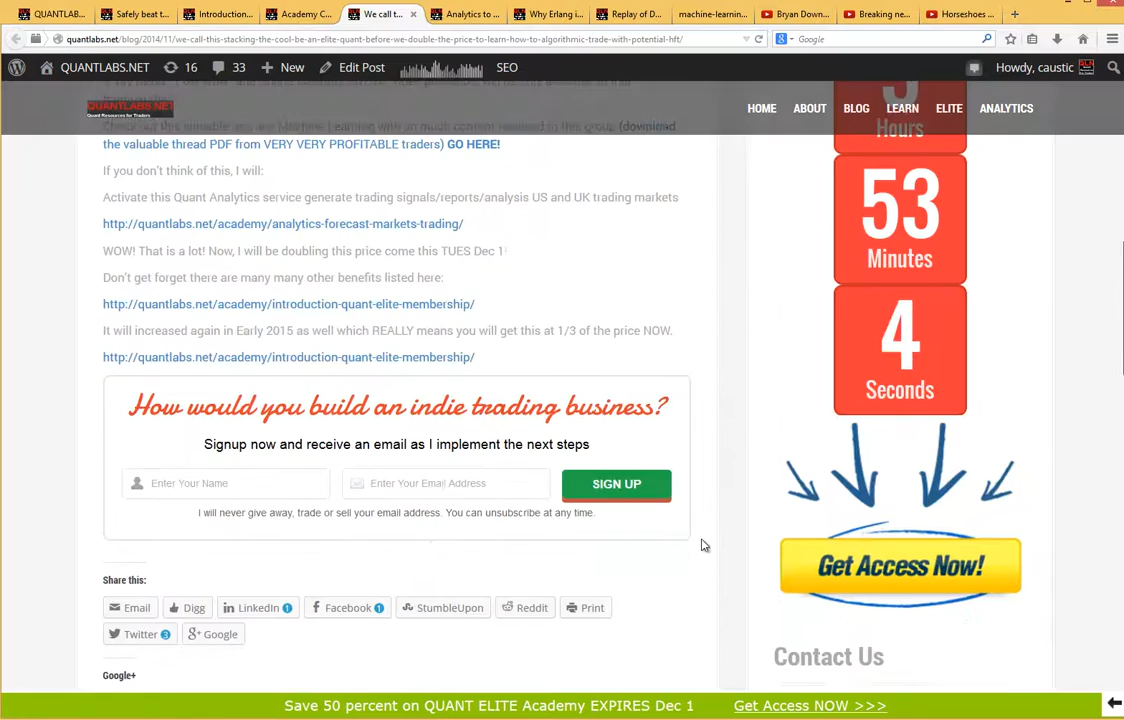 QUANTLABS...
Safely beat t...
Introduction...
Academy C...
We call t...
Analytics to ...
Why Erlang i...
Replay of D...
machine-learnin...
Bryan Down...
Breaking ne...
Horseshoes ...
quantlabs.net/blog/2014/11/we-call-this-stacking-the-cool-be-an-elite-quant-before-we-double-the-price-to-learn-how-to-algorithmic-trade-with-potential-hft/
Google
QUANTLABS.NET 16 33 New Edit Post SEO Howdy, caustic
QUANTLABS.NET
Quant Resources for Traders
HOME ABOUT BLOG LEARN ELITE ANALYTICS
(download
the valuable thread PDF from VERY VERY PROFITABLE traders) GO HERE!
If you don't think of this, I will:
Activate this Quant Analytics service generate trading signals/reports/analysis US and UK trading markets
http://quantlabs.net/academy/analytics-forecast-markets-trading/
WOW! That is a lot! Now, I will be doubling this price come this TUES Dec 1
Don't get forget there are many many other benefits listed here:
http://quantlabs.net/academy/introduction-quant-elite-membership/
It will increased again in Early 2015 as well which REALLY means you will get this at 1/3 of the price NOW.
http://quantlabs.net/academy/introduction-quant-elite-membership/
How would you build an indie trading business?
Signup now and receive an email as I implement the next steps
Enter Your Name
Enter Your Email Address
SIGN UP
I will never give away, trade or sell your email address. You can unsubscribe at any time.
Share this:
Email Digg LinkedIn 1 Facebook 1 StumbleUpon Reddit Print
Twitter 3 Google
Google+
Hours
53
Minutes
4
Seconds
Get Access Now!
Contact Us
Save 50 percent on QUANT ELITE Academy EXPIRES Dec 1 Get Access NOW >>>